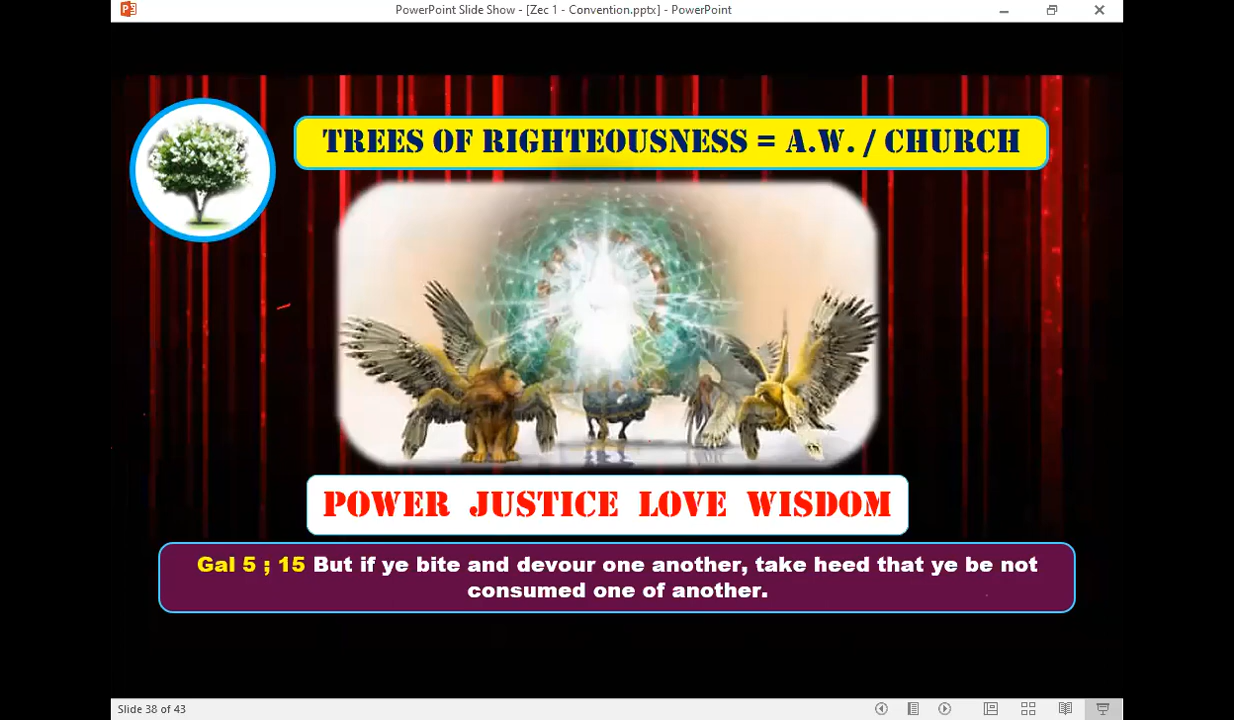 PowerPoint Slide Show - [Zec 1 - Convention.pptx] - PowerPoint
TREES OF RIGHTEOUSNESS = A.W. / CHURCH
POWER JUSTICE LOVE WISDOM
Gal 5 ; 15 But if ye bite and devour one another, take heed that ye be not
consumed one of another.
Slide 38 of 43